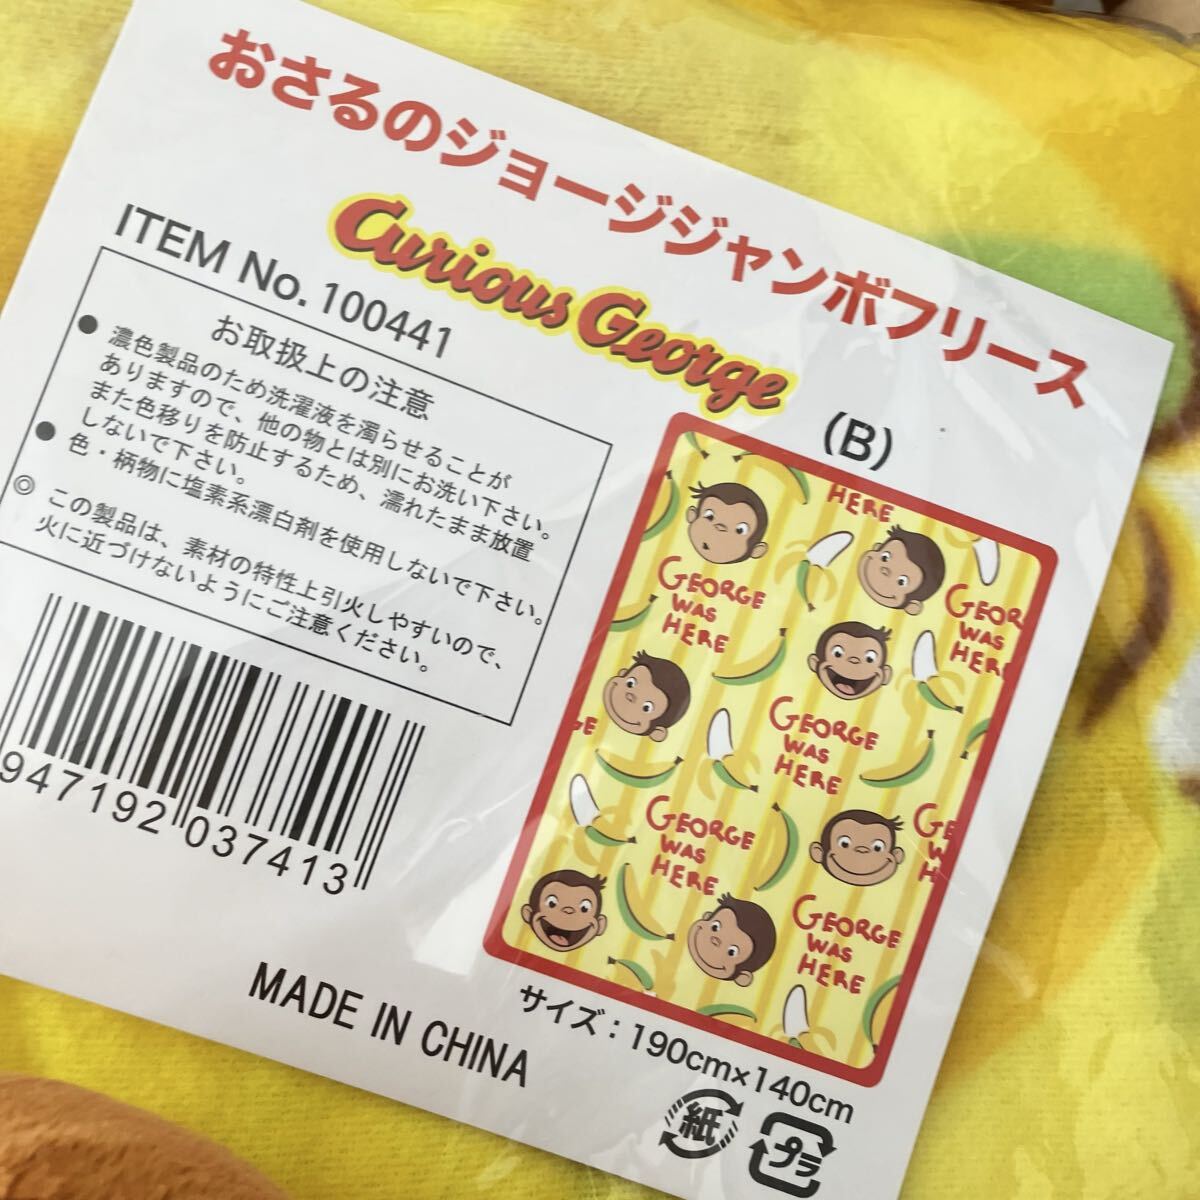 おさるのジョージジャンボフリース
Curious George
ITEM No. 100441
お取扱上の注意
● 濃色製品のため洗濯液を濁らせることが
ありますので、他の物とは別にお洗い下さい。
また色移りを防止するため、濡れたまま放置
しないで下さい。
● 色・柄物に塩素系漂白剤を使用しないで下さい。
◎ この製品は、素材の特性上引火しやすいので、
火に近づけないようにご注意ください。
947192 037413
MADE IN CHINA
(B)
HERE
GEORGE
WAS
HERE
GEOR
WAS
HER
GEORGE
WAS
HERE
GE
GEORGE
WAS
HERE
GE
W
H
GEORGE
WAS
HERE
サイズ：190cm×140cm
紙
プラ